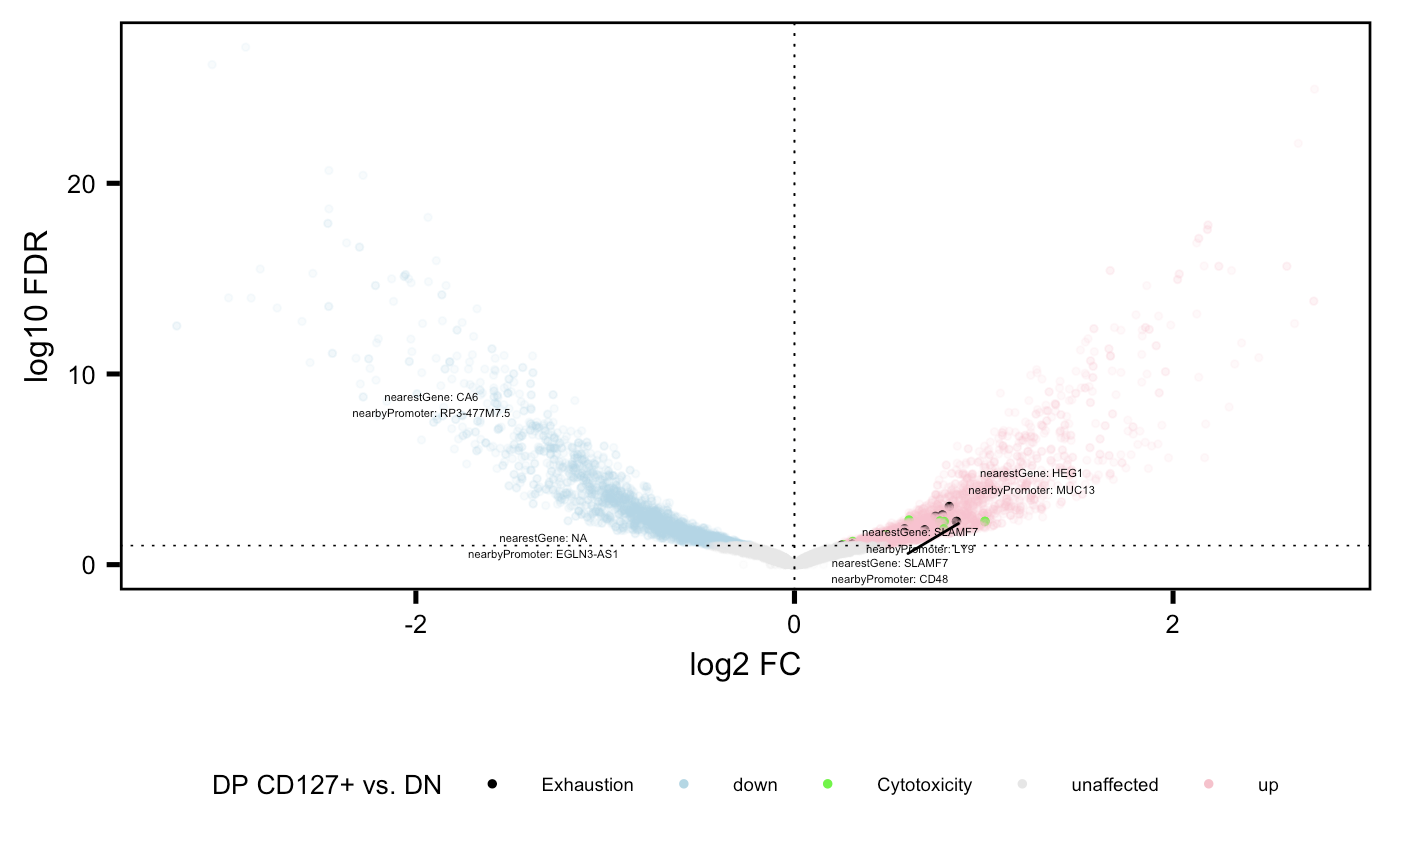 20
10
0
log10 FDR
nearestGene: CA6
nearbyPromoter: RP3-477M7.5
nearestGene: HEG1
nearbyPromoter: MUC13
nearestGene: NA
nearbyPromoter: EGLN3-AS1
nearestGene: SLAMF7
nearbyPromoter: LY9
nearestGene: SLAMF7
nearbyPromoter: CD48
-2
0
2
log2 FC
DP CD127+ vs. DN
Exhaustion
down
Cytotoxicity
unaffected
up